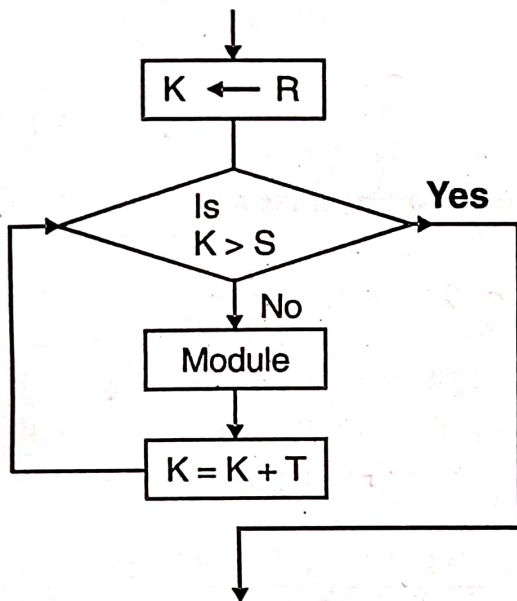 K ← R
Is
K > S
Yes
No
Module
K = K + T